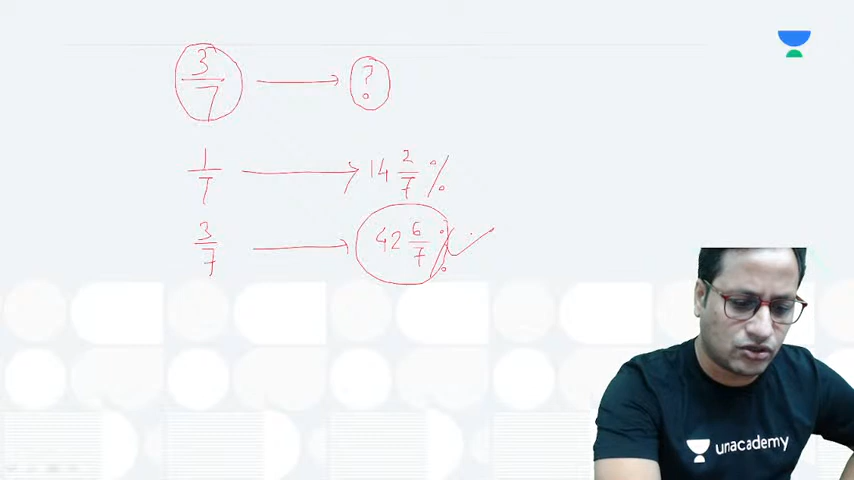 3/7 → ?
1/7 → 14 2/7 %
3/7 → 42 6/7 % ✓
unacademy